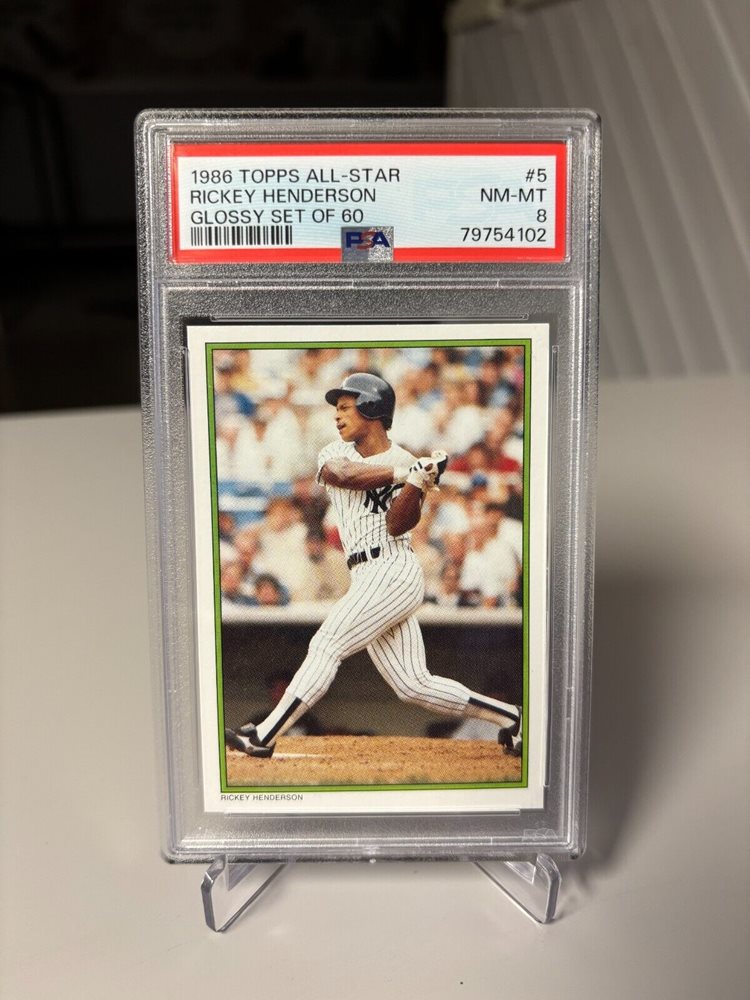 1986 TOPPS ALL-STAR #5
RICKEY HENDERSON NM-MT
GLOSSY SET OF 60 8
PSA 79754102
NY
RICKEY HENDERSON